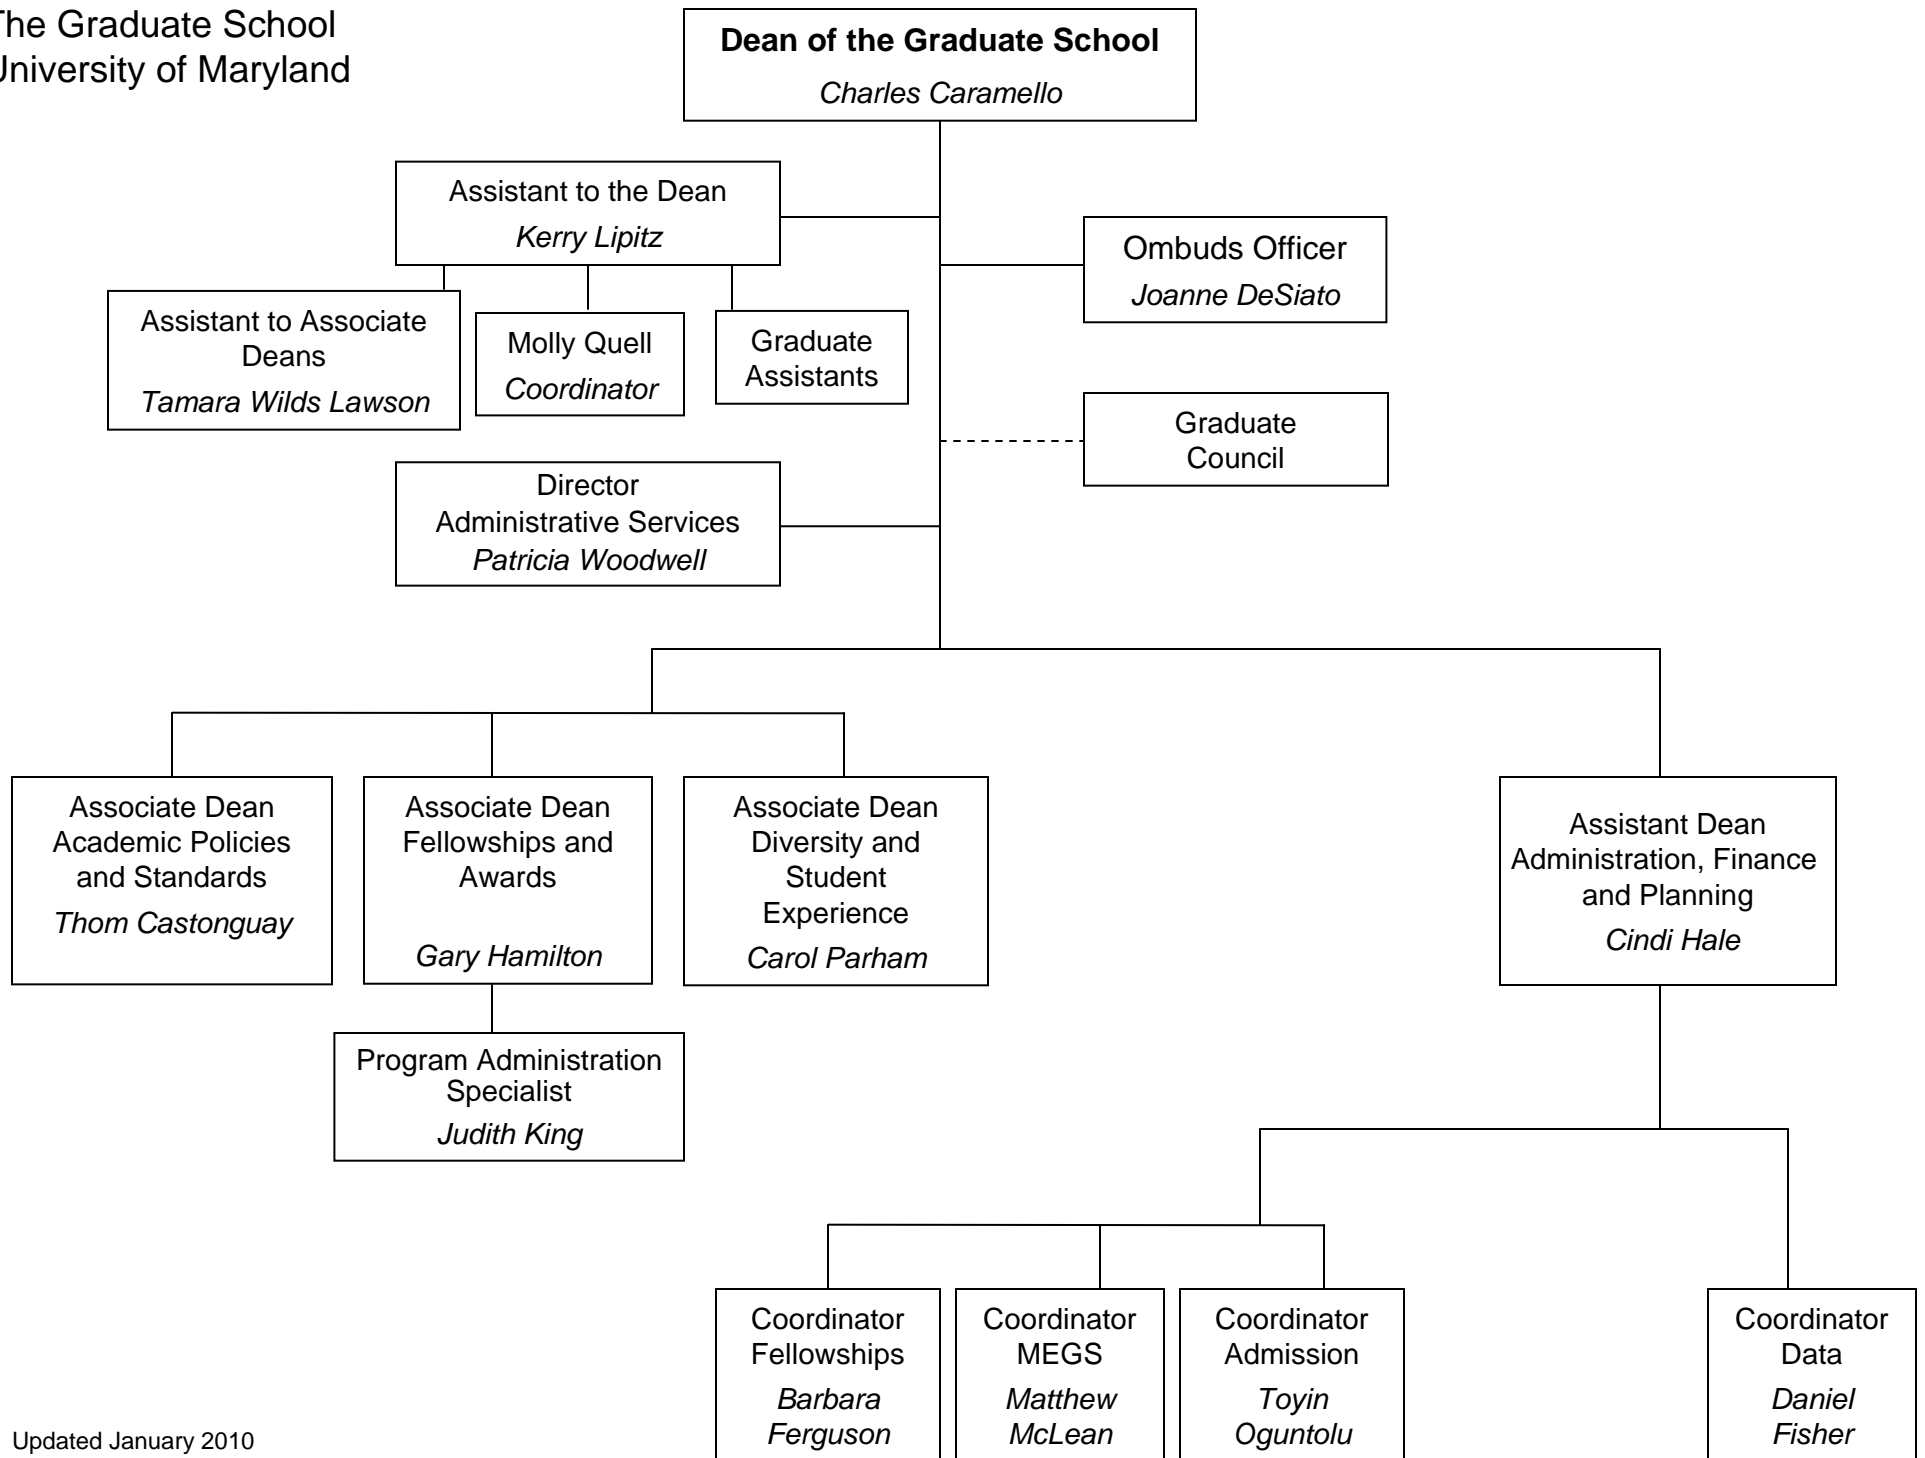 The Graduate School
University of Maryland
Dean of the Graduate School
Charles Caramello
Assistant to the Dean
Kerry Lipitz
Ombuds Officer
Joanne DeSiato
Assistant to Associate
Deans
Tamara Wilds Lawson
Molly Quell
Coordinator
Graduate
Assistants
Graduate
Council
Director
Administrative Services
Patricia Woodwell
Associate Dean
Academic Policies
and Standards
Thom Castonguay
Associate Dean
Fellowships and
Awards
Gary Hamilton
Associate Dean
Diversity and
Student
Experience
Carol Parham
Assistant Dean
Administration, Finance
and Planning
Cindi Hale
Program Administration
Specialist
Judith King
Coordinator
Fellowships
Barbara
Ferguson
Coordinator
MEGS
Matthew
McLean
Coordinator
Admission
Toyin
Oguntolu
Coordinator
Data
Daniel
Fisher
Updated January 2010